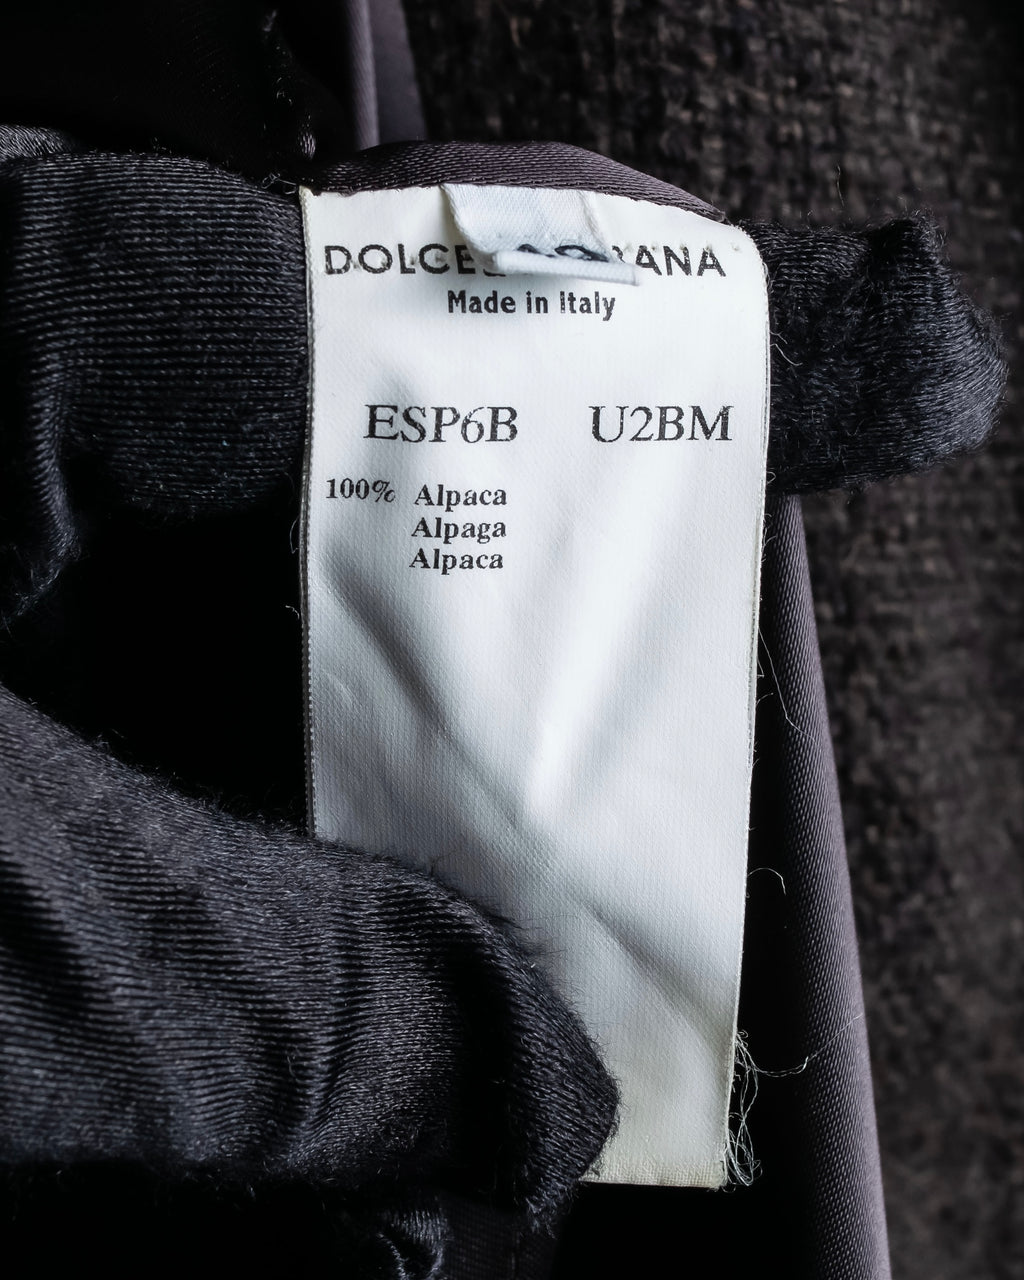 DOLCE
Made in Italy
ESP6B U2BM
100% Alpaca
Alpaga
Alpaca